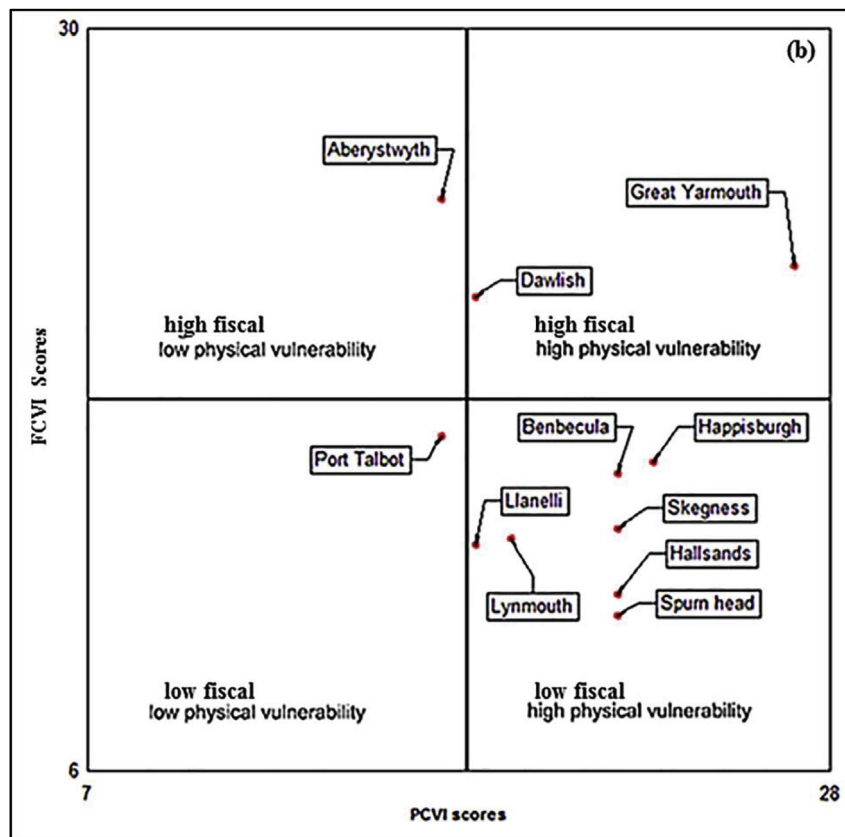 30
(b)
Aberystwyth
Great Yarmouth
Dawlish
high fiscal
low physical vulnerability
high fiscal
high physical vulnerability
FCVI Scores
Benbecula
Happisburgh
Port Talbot
Llanelli
Skegness
Hallsands
Lynmouth
Spurn head
low fiscal
low physical vulnerability
low fiscal
high physical vulnerability
6
7
28
PCVI scores